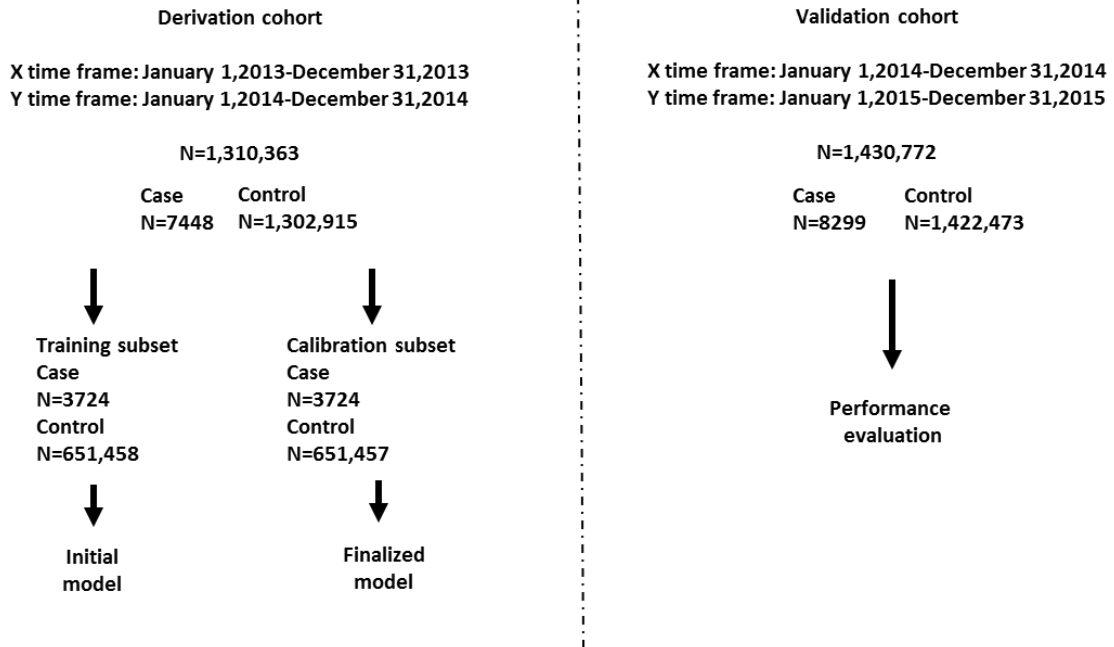 Derivation cohort
X time frame: January 1,2013-December 31,2013
Y time frame: January 1,2014-December 31,2014
N=1,310,363
Case Control
N=7448 N=1,302,915
Training subset
Case
N=3724
Control
N=651,458
Initial
model
Calibration subset
Case
N=3724
Control
N=651,457
Finalized
model
Validation cohort
X time frame: January 1,2014-December 31,2014
Y time frame: January 1,2015-December 31,2015
N=1,430,772
Case Control
N=8299 N=1,422,473
Performance
evaluation